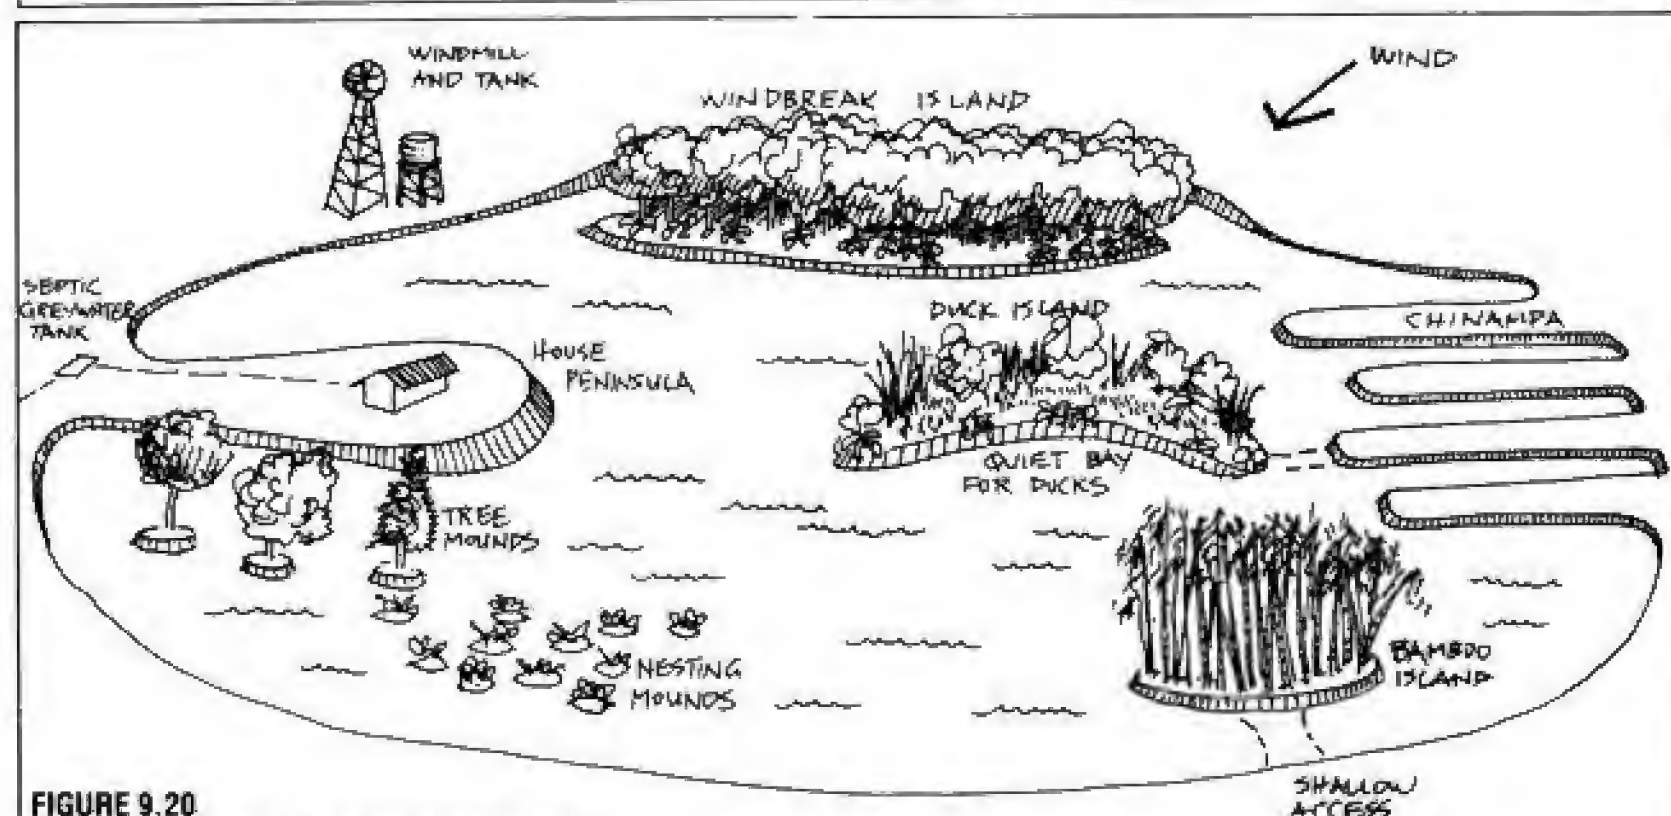 WINDMILL
AND TANK
WIND
WINDBREAK ISLAND
SEPTIC
GREYWATER
TANK
DUCK ISLAND
CHINAMPA
HOUSE
PENINSULA
QUIET BAY
FOR DUCKS
TREE
MOUNDS
NESTING
MOUNDS
BAMBOO
ISLAND
SHALLOW
ACCESS
FIGURE 9.20